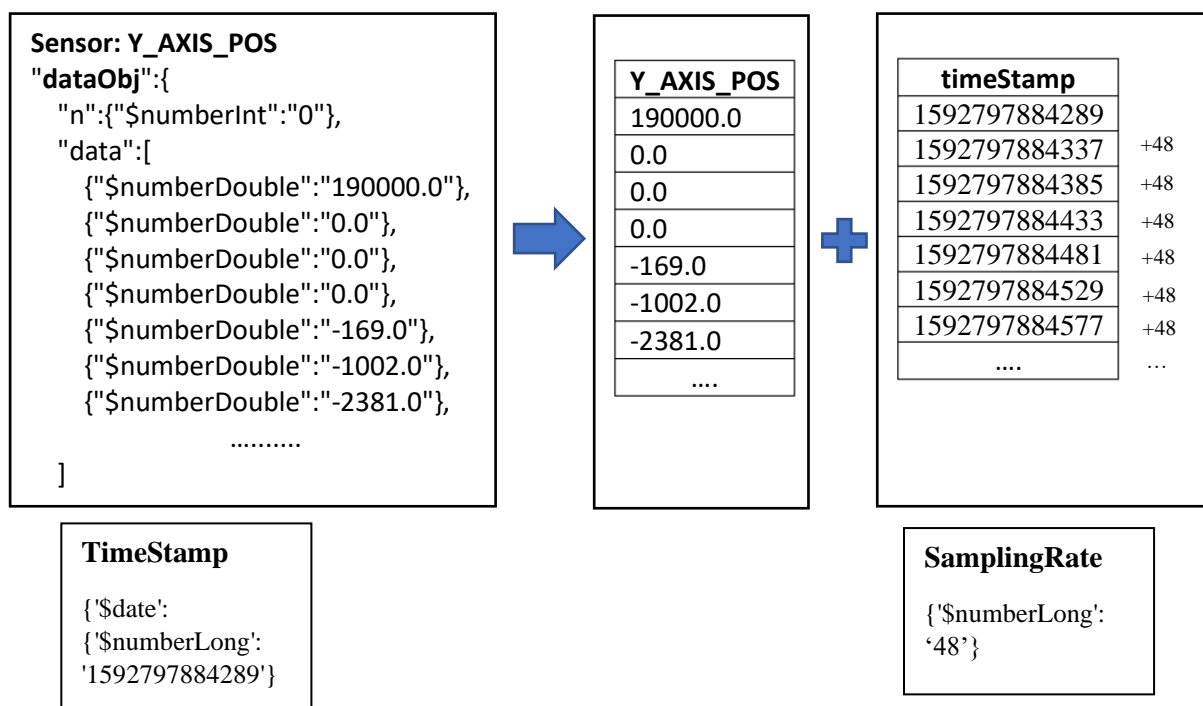 Sensor: Y_AXIS_POS
"dataObj":{
"n":{"$numberInt":"0"},
"data":[
{"$numberDouble":"190000.0"},
{"$numberDouble":"0.0"},
{"$numberDouble":"0.0"},
{"$numberDouble":"0.0"},
{"$numberDouble":"-169.0"},
{"$numberDouble":"-1002.0"},
{"$numberDouble":"-2381.0"},
..........
]
Y_AXIS_POS
190000.0
0.0
0.0
0.0
-169.0
-1002.0
-2381.0
....
timeStamp
1592797884289
1592797884337 +48
1592797884385 +48
1592797884433 +48
1592797884481 +48
1592797884529 +48
1592797884577 +48
.... …
TimeStamp
{'$date':
{'$numberLong':
'1592797884289'}
SamplingRate
{'$numberLong':
‘48’}